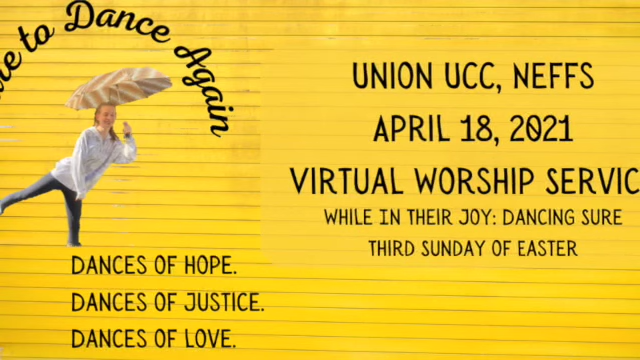 to Dance Again
UNION UCC, NEFFS
APRIL 18, 2021
VIRTUAL WORSHIP
WHILE IN THEIR JOY: DANCING SURE
THIRD SUNDAY OF EASTER
DANCES OF HOPE.
DANCES OF JUSTICE.
DANCES OF LOVE.